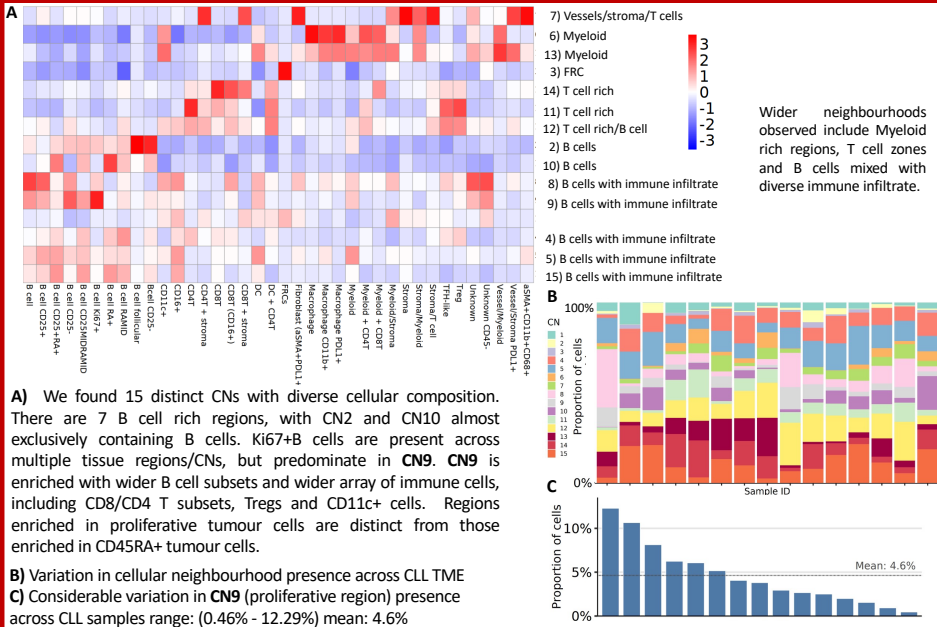 A
7) Vessels/stroma/T cells
6) Myeloid
13) Myeloid
3) FRC
14) T cell rich
11) T cell rich
12) T cell rich/B cell
2) B cells
10) B cells
8) B cells with immune infiltrate
9) B cells with immune infiltrate
4) B cells with immune infiltrate
5) B cells with immune infiltrate
15) B cells with immune infiltrate
3
2
1
0
-1
-2
-3
Wider neighbourhoods
observed include Myeloid
rich regions, T cell zones
and B cells mixed with
diverse immune infiltrate.
B cell
B cell CD25+
B cell CD25+RA+
B cell CD25-
B cell CD25MIDRAMID
B cell Ki67+
B cell RA+
B cell RAMID
B cell follicular
Bcell CD25-
CD11c+
CD16+
CD4T
CD4T + stroma
CD8T
CD8T (CD16+)
CD8T + stroma
DC
DC + CD4T
FRCs
Fibroblast (aSMA+PDL1+)
Macrophage
Macrophage CD11b+
Macrophage PDL1+
Myeloid
Myeloid + CD4T
Myeloid + CD8T
Myeloid/Stroma
Stroma
Stroma/Myeloid
Stroma/T cell
TFH-like
Treg
Unknown
Unknown CD45-
Vessel/Myeloid
Vessel/Stroma PDL1+
aSMA+CD11b+CD68+
A) We found 15 distinct CNs with diverse cellular composition.
There are 7 B cell rich regions, with CN2 and CN10 almost
exclusively containing B cells. Ki67+B cells are present across
multiple tissue regions/CNs, but predominate in CN9. CN9 is
enriched with wider B cell subsets and wider array of immune cells,
including CD8/CD4 T subsets, Tregs and CD11c+ cells. Regions
enriched in proliferative tumour cells are distinct from those
enriched in CD45RA+ tumour cells.
B) Variation in cellular neighbourhood presence across CLL TME
C) Considerable variation in CN9 (proliferative region) presence
across CLL samples range: (0.46% - 12.29%) mean: 4.6%
B
100%
CN
1
2
3
4
5
6
7
8
9
10
11
12
13
14
15
Proportion of cells
0%
Sample ID
C
Proportion of cells
10%
5%
0%
Mean: 4.6%